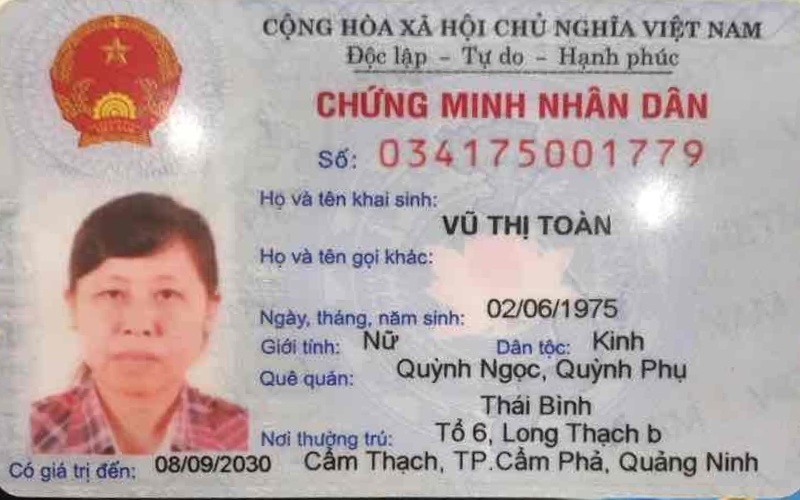 CỘNG HÒA XÃ HỘI CHỦ NGHĨA VIỆT NAM
Độc lập - Tự do - Hạnh phúc
CHỨNG MINH NHÂN DÂN
Số: 034175001779
Họ và tên khai sinh:
VŨ THỊ TOÀN
Họ và tên gọi khác:
Ngày, tháng, năm sinh: 02/06/1975
Giới tính: Nữ Dân tộc: Kinh
Quê quán: Quỳnh Ngọc, Quỳnh Phụ
Thái Bình
Nơi thường trú: Tổ 6, Long Thạch b
Có giá trị đến: 08/09/2030 Cẩm Thạch, TP.Cẩm Phả, Quảng Ninh